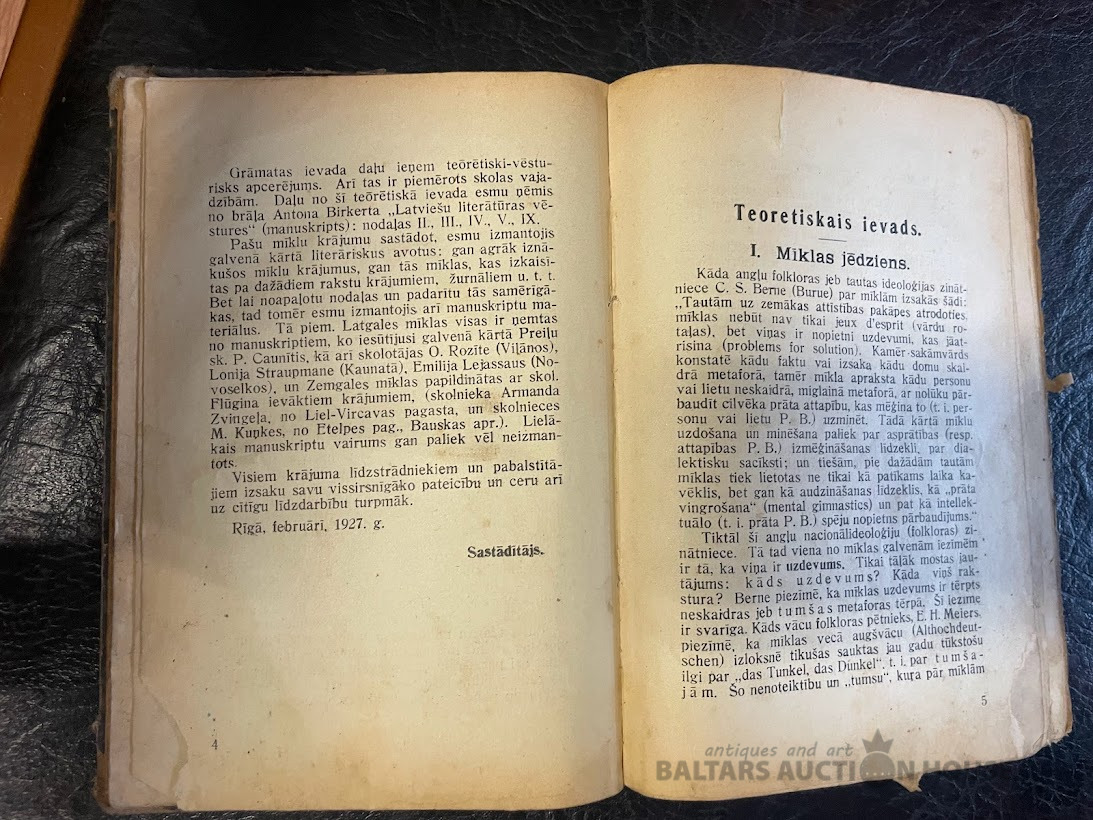 Grāmatas ievada daļu ieņem teōrētiski-vēstu-
risks apcerējums. Arī tas ir piemērots skolas vaja-
dzībām. Daļu no šī teōrētiskā ievada esmu ņēmis
no brāļa Antona Birkerta „Latviešu literātūras vē-
stures“ (manuskripts): nodaļas II., III., IV., V., IX.
Pašu mīklu krājumu sastādot, esmu izmantojis
galvenā kārtā literāriskus avotus: gan agrāk iznā-
kušos mīklu krājumus, gan tās mīklas, kas izkaisī-
tas pa dažādiem rakstu krājumiem, žurnāliem u. t. t.
Bet lai noapaļotu nodaļas un padarītu tās samērīgā-
kas, tad tomēr esmu izmantojis arī manuskriptu ma-
teriālus. Tā piem. Latgales mīklas visas ir ņemtas
no manuskriptiem, ko iesūtījusi galvenā kārtā Preiļu
sk. P. Caunītis, kā arī skolotājas O. Rozīte (Viļānos),
Lonija Straupmane (Kaunatā), Emīlija Lejassaus (No-
voselkos), un Zemgales mīklas papildinātas ar skol.
Flūgina ievāktiem krājumiem, (skolnieka Armanda
Zvingeļa, no Liel-Vircavas pagasta, un skolnieces
M. Kuņķes, no Etelpes pag., Bauskas apr.). Lielā-
kais manuskriptu vairums gan paliek vēl neizman-
tots.
Visiem krājuma līdzstrādniekiem un pabalstītā-
jiem izsaku savu vissirsnīgāko pateicību un ceru arī
uz cītīgu līdzdarbību turpmāk.
Rīgā, februārī, 1927. g.
Sastādītājs.
4
Teoretiskais ievads.
I. Mīklas jēdziens.
Kāda angļu folkloras jeb tautas ideoloģijas zināt-
niece C. S. Berne (Burue) par mīklām izsakās šādi:
„Tautām uz zemākas attīstības pakāpes atrodoties,
mīklas nebūt nav tikai jeux d'esprit (vārdu ro-
taļas), bet viņas ir nopietni uzdevumi, kas jāat-
risina (problems for solution). Kamēr sakāmvārds
konstatē kādu faktu vai izsaka kādu domu skai-
drā metaforā, tamēr mīkla apraksta kādu personu
vai lietu neskaidrā, miglainā metaforā, ar nolūku pār-
baudīt cilvēka prāta attapību, kas mēģina to (t. i. per-
sonu vai lietu P. B.) uzminēt. Tādā kārtā mīklu
uzdošana un minēšana paliek par asprātības (resp.
attapības P. B.) izmēģināšanas līdzekli, par dia-
lektisku sacīksti; un tiešām, pie dažādām tautām
mīklas tiek lietotas ne tikai kā patīkams laika ka-
vēklis, bet gan kā audzināšanas līdzeklis, kā „prāta
vingrošana“ (mental gimnastics) un pat kā intellek-
tuālo (t. i. prāta P. B.) spēju nopietns pārbaudījums.“
Tiktāl šī angļu nacionālideoloģiju (folkloras) zi-
nātniece. Tā tad viena no mīklas galvenām iezīmēm
ir tā, ka viņa ir uzdevums. Tikai tāļāk mostas jau-
tājums: kāds uzdevums? Kāda viņš rak-
stura? Berne piezīmē, ka mīklas uzdevums ir tērpts
neskaidras jeb tumšas metaforas tērpā. Šī iezīme
ir svarīga. Kāds vācu folkloras pētnieks, E. H. Meiers,
piezīmē, ka mīklas vecā augšvācu (Althochdeut-
schen) izloksnē tikušas sauktas jau gadu tūkstošu
ilgi par „das Tunkel, das Dunkel“, t. i. par tumša-
jām. Šo nenoteiktību un „tumsu“, kuŗa pār mīklām
5
antiques and art
BALTARS AUCTION HOUSE